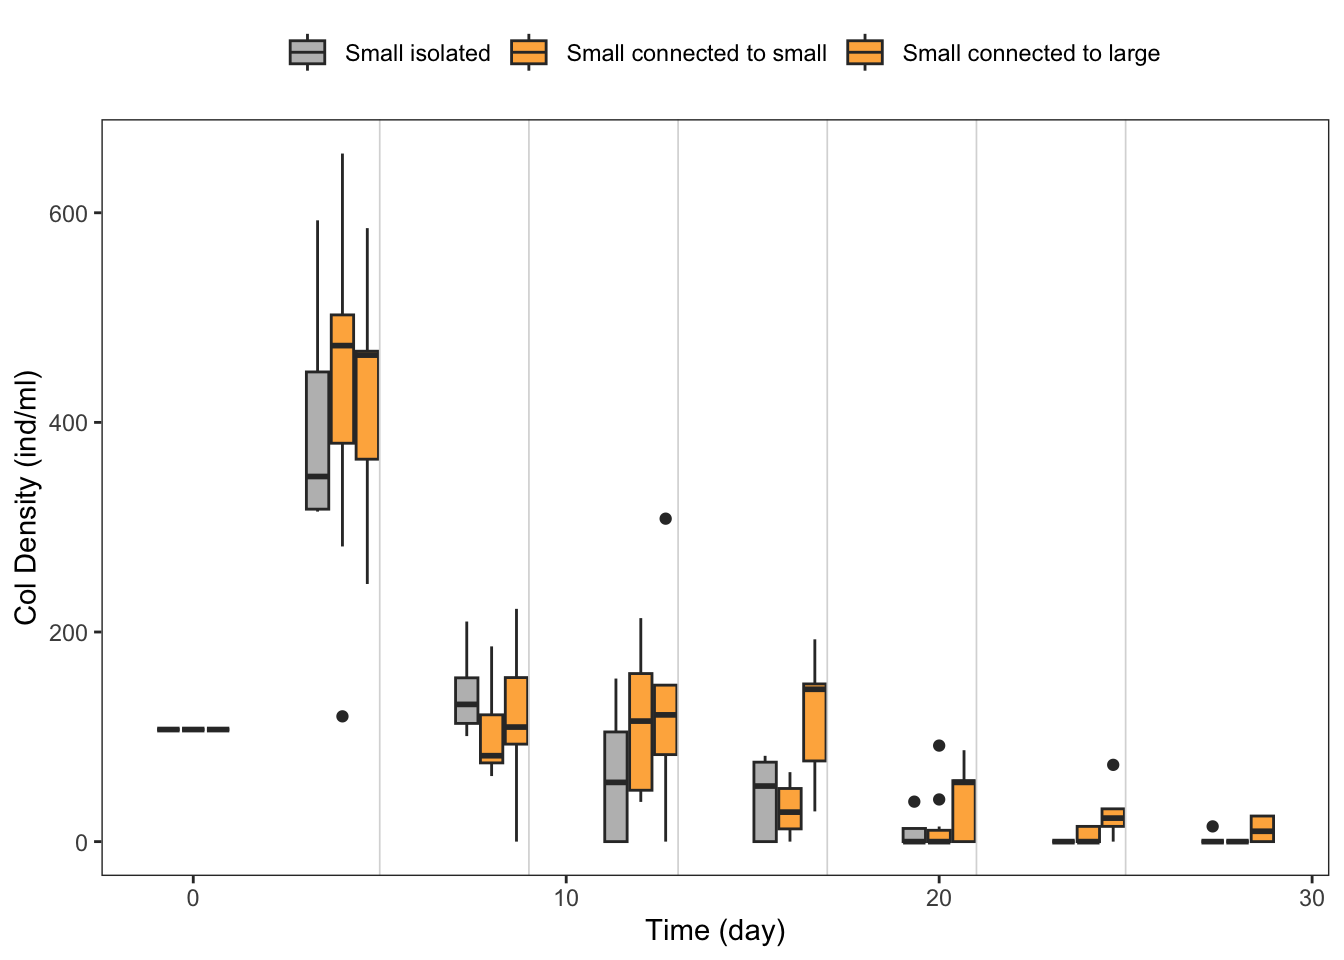 Small isolated Small connected to small Small connected to large
600
400
200
0
Col Density (ind/ml)
0 10 20 30
Time (day)